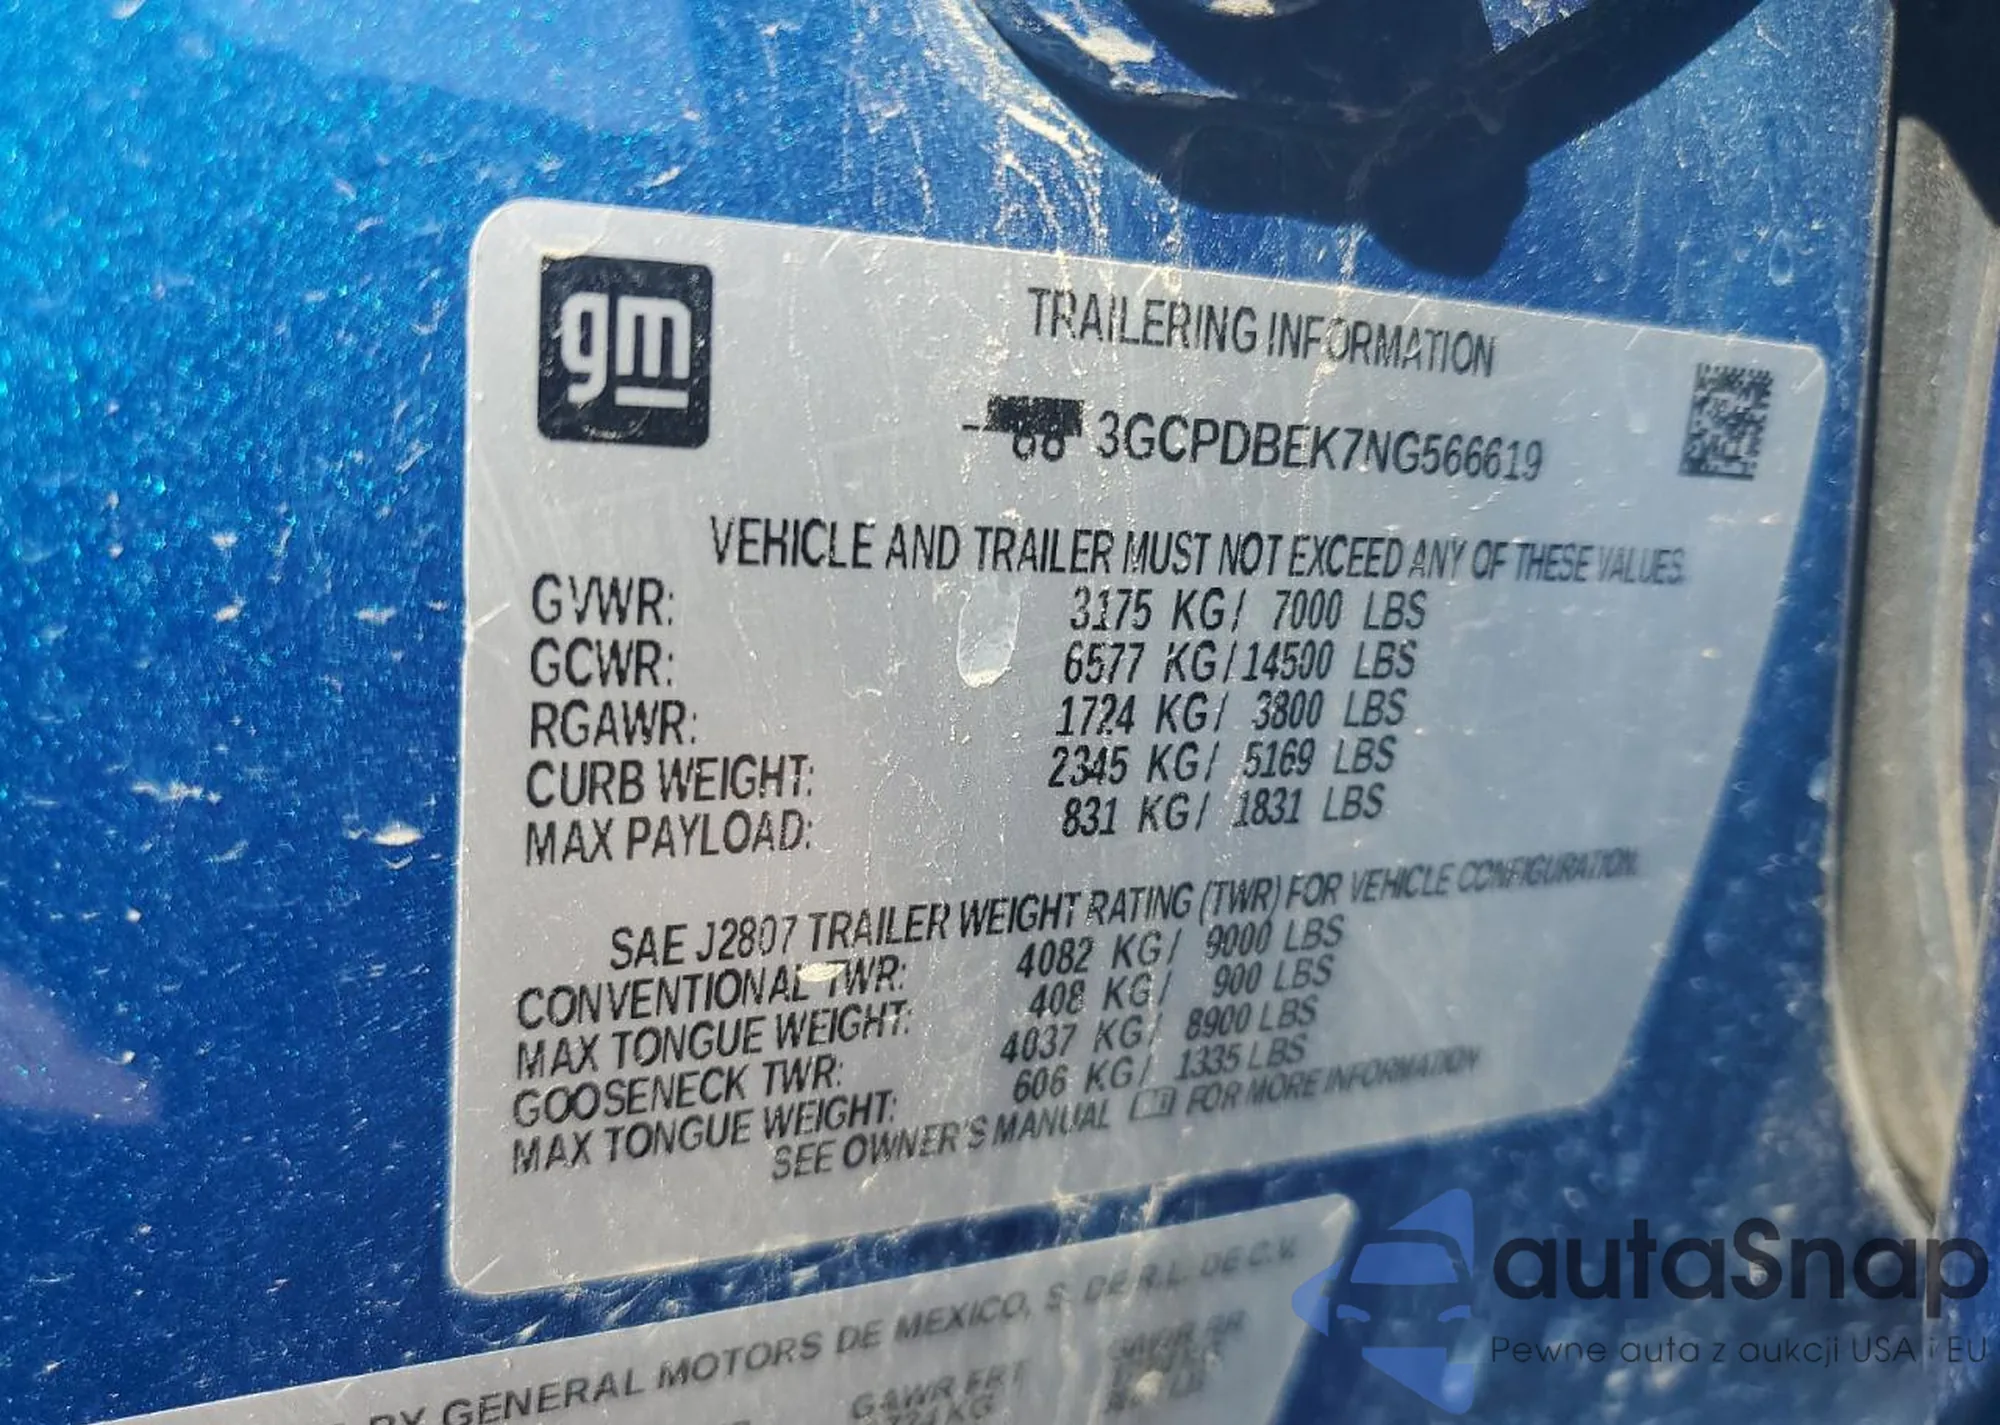 gm
TRAILERING INFORMATION
3GCPDBEK7NG566619
VEHICLE AND TRAILER MUST NOT EXCEED ANY OF THESE VALUES.
GVWR: 3175 KG/ 7000 LBS
GCWR: 6577 KG/14500 LBS
RGAWR: 1724 KG/ 3800 LBS
CURB WEIGHT: 2345 KG/ 5169 LBS
MAX PAYLOAD: 831 KG/ 1831 LBS
SAE J2807 TRAILER WEIGHT RATING (TWR) FOR VEHICLE CONFIGURATION.
CONVENTIONAL TWR: 4082 KG/ 9000 LBS
MAX TONGUE WEIGHT: 408 KG/ 900 LBS
GOOSENECK TWR: 4037 KG/ 8900 LBS
MAX TONGUE WEIGHT: 606 KG/ 1335 LBS
SEE OWNER'S MANUAL FOR MORE INFORMATION
BY GENERAL MOTORS DE MEXICO, S. DE R.L. DE C.V.
GAWR FRT
autaSnap
Pewne auta z aukcji USA i EU